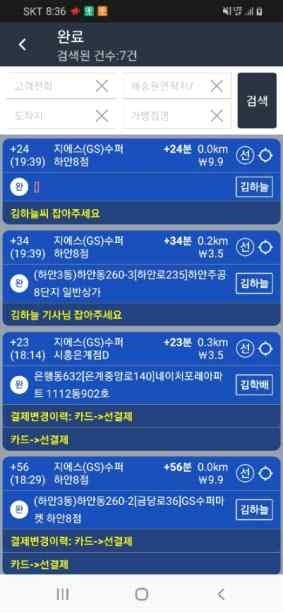 SKT 8:36
완료
검색된 건수:7건
고객전화
배송원연락처/
도착지
가맹점명
검색
+24 지에스(GS)수퍼 +24분 0.0km 선
(19:39) 하안8점 ₩9.9
완 [] 김하늘
김하늘씨 잡아주세요
+34 지에스(GS)수퍼 +34분 0.2km 선
(19:39) 하안8점 ₩3.5
완 (하안3동)하안동260-3[하안로235]하안주공 김하늘
8단지 일반상가
김하늘 기사님 잡아주세요
+23 지에스(GS)수퍼 +23분 0.3km 선
(18:14) 시흥은계점D ₩3.5
완 은행동632[은계중앙로140]네이처포레아파 김학배
트 1112동902호
결제변경이력: 카드->선결제
카드->선결제
+56 지에스(GS)수퍼 +56분 0.0km 선
(18:29) 하안8점 ₩3.5
완 (하안3동)하안동260-2[금당로36]GS수퍼마 김하늘
켓 하안8점
결제변경이력: 카드->선결제
카드->선결제